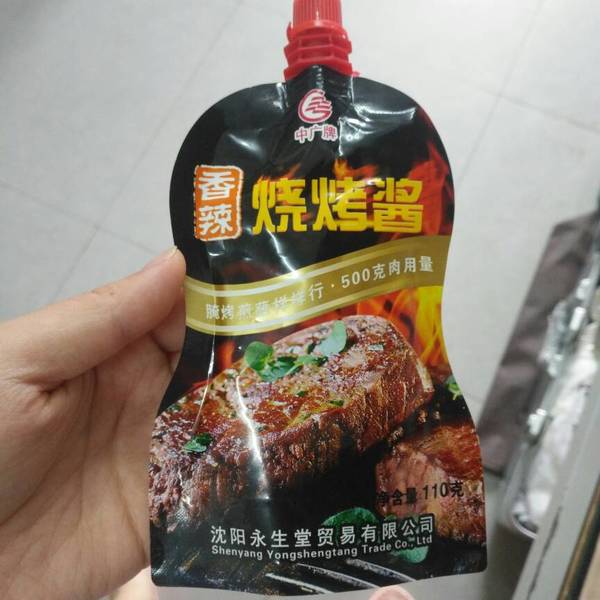 中广牌
香辣
烧烤酱
腌烤煎蘸样样行·500克肉用量
净含量 110克
沈阳永生堂贸易有限公司
Shenyang Yongshengtang Trade Co., Ltd